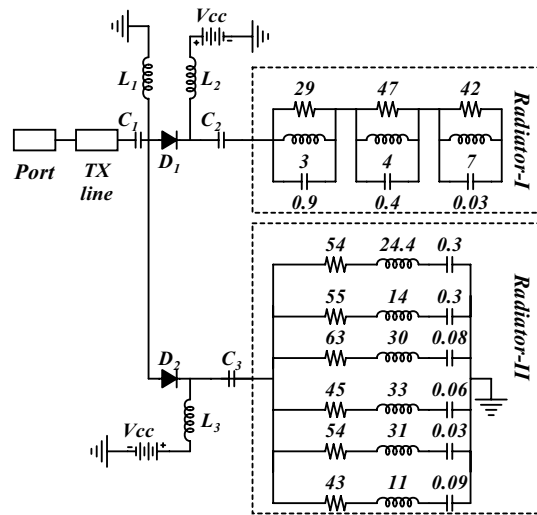 Vcc
+ -
L1 L2
C1 C2
D1
Port
TX line
29 47 42
3 4 7
0.9 0.4 0.03
Radiator-I
54 24.4 0.3
55 14 0.3
63 30 0.08
45 33 0.06
54 31 0.03
43 11 0.09
Radiator-II
D2 C3
L3
Vcc
- +